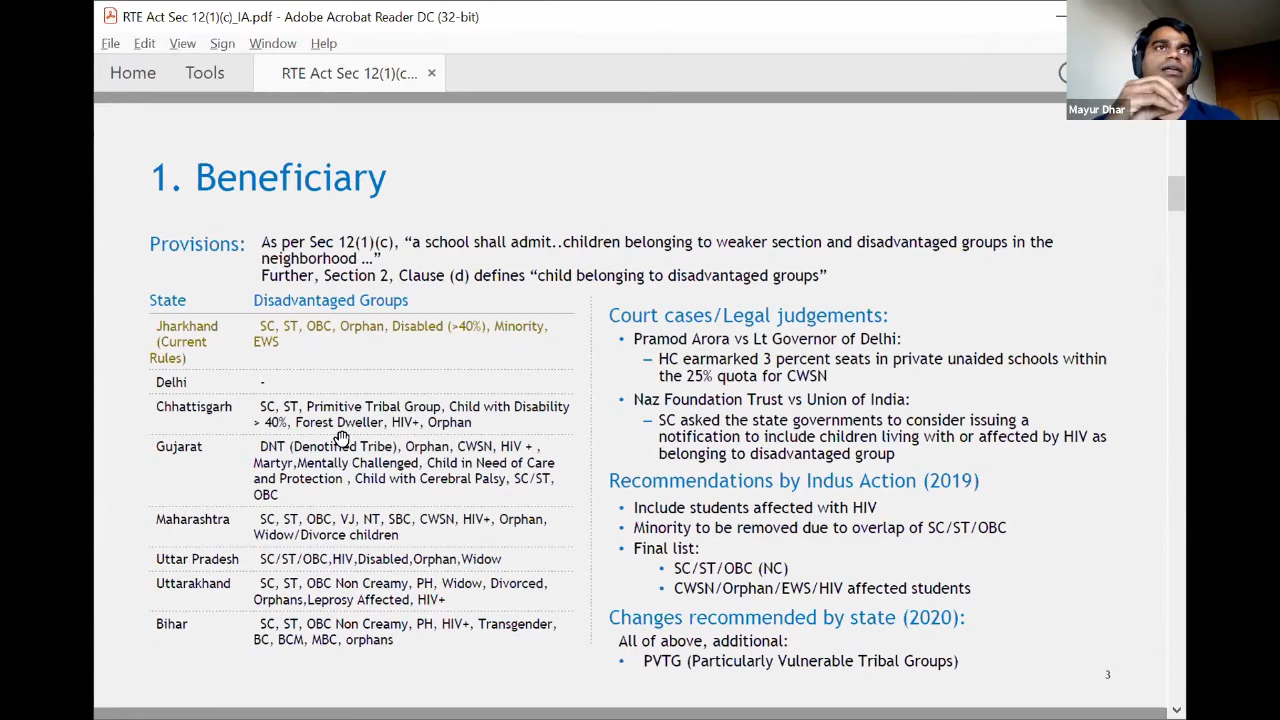 RTE Act Sec 12(1)(c)_IA.pdf - Adobe Acrobat Reader DC (32-bit)
File Edit View Sign Window Help
Home Tools RTE Act Sec 12(1)(c... ×
Mayur Dhar
1. Beneficiary
Provisions: As per Sec 12(1)(c), “a school shall admit..children belonging to weaker section and disadvantaged groups in the
neighborhood …”
Further, Section 2, Clause (d) defines “child belonging to disadvantaged groups”
State Disadvantaged Groups
Jharkhand (Current Rules) SC, ST, OBC, Orphan, Disabled (>40%), Minority,
EWS
Delhi -
Chhattisgarh SC, ST, Primitive Tribal Group, Child with Disability
> 40%, Forest Dweller, HIV+, Orphan
Gujarat DNT (Denotified Tribe), Orphan, CWSN, HIV + ,
Martyr,Mentally Challenged, Child in Need of Care
and Protection , Child with Cerebral Palsy, SC/ST,
OBC
Maharashtra SC, ST, OBC, VJ, NT, SBC, CWSN, HIV+, Orphan,
Widow/Divorce children
Uttar Pradesh SC/ST/OBC,HIV,Disabled,Orphan,Widow
Uttarakhand SC, ST, OBC Non Creamy, PH, Widow, Divorced,
Orphans,Leprosy Affected, HIV+
Bihar SC, ST, OBC Non Creamy, PH, HIV+, Transgender,
BC, BCM, MBC, orphans
Court cases/Legal judgements:
• Pramod Arora vs Lt Governor of Delhi:
– HC earmarked 3 percent seats in private unaided schools within
the 25% quota for CWSN
• Naz Foundation Trust vs Union of India:
– SC asked the state governments to consider issuing a
notification to include children living with or affected by HIV as
belonging to disadvantaged group
Recommendations by Indus Action (2019)
• Include students affected with HIV
• Minority to be removed due to overlap of SC/ST/OBC
• Final list:
• SC/ST/OBC (NC)
• CWSN/Orphan/EWS/HIV affected students
Changes recommended by state (2020):
All of above, additional:
• PVTG (Particularly Vulnerable Tribal Groups)
3